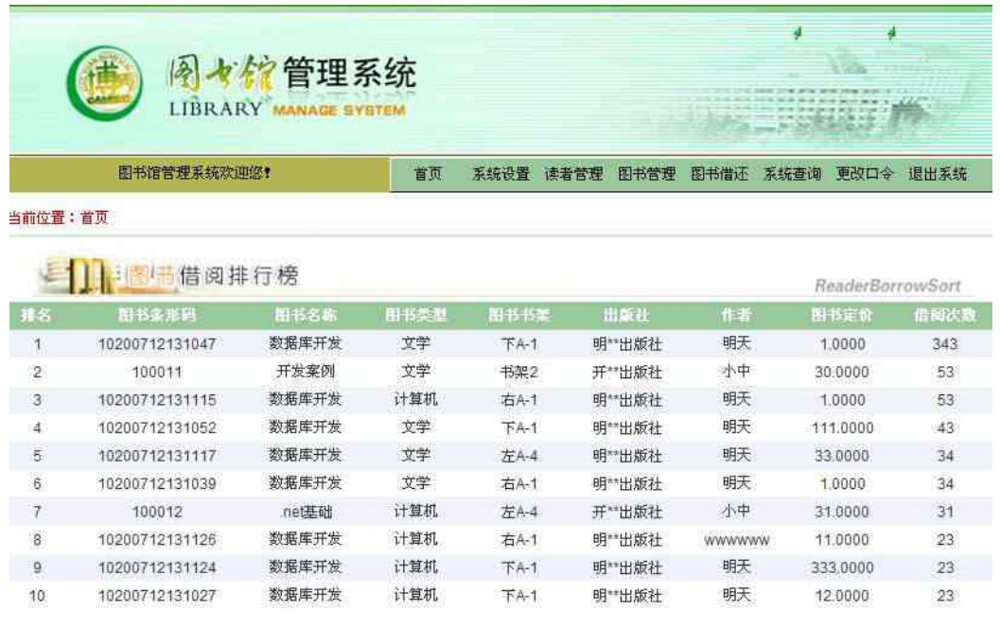 博
CAMPUS
图书馆管理系统
LIBRARY MANAGE SYSTEM
图书馆管理系统欢迎您! 首页 系统设置 读者管理 图书管理 图书借还 系统查询 更改口令 退出系统
当前位置:首页
图书借阅排行榜
ReaderBorrowSort
排名 图书条形码 图书名称 图书类型 图书书架 出版社 作者 图书定价 借阅次数
1 10200712131047 数据库开发 文学 下A-1 明**出版社 明天 1.0000 343
2 100011 开发案例 文学 书架2 开**出版社 小中 30.0000 53
3 10200712131115 数据库开发 计算机 右A-1 明**出版社 明天 1.0000 53
4 10200712131052 数据库开发 文学 下A-1 明**出版社 明天 111.0000 43
5 10200712131117 数据库开发 文学 左A-4 明**出版社 明天 33.0000 34
6 10200712131039 数据库开发 文学 右A-1 明**出版社 明天 1.0000 34
7 100012 .net基础 计算机 左A-4 开**出版社 小中 31.0000 31
8 10200712131126 数据库开发 计算机 右A-1 明**出版社 wwwwww 11.0000 23
9 10200712131124 数据库开发 计算机 下A-1 明**出版社 明天 333.0000 23
10 10200712131027 数据库开发 计算机 下A-1 明**出版社 明天 12.0000 23